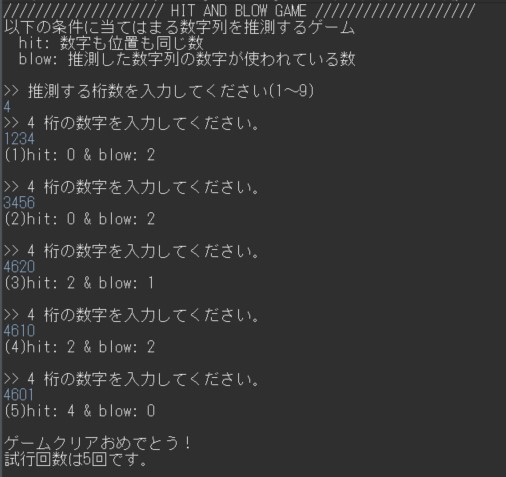 ///////////////////// HIT AND BLOW GAME /////////////////////
以下の条件に当てはまる数字列を推測するゲーム
hit: 数字も位置も同じ数
blow: 推測した数字列の数字が使われている数
>> 推測する桁数を入力してください(1〜9)
4
>> 4 桁の数字を入力してください。
1234
(1)hit: 0 & blow: 2
>> 4 桁の数字を入力してください。
3456
(2)hit: 0 & blow: 2
>> 4 桁の数字を入力してください。
4620
(3)hit: 2 & blow: 1
>> 4 桁の数字を入力してください。
4610
(4)hit: 2 & blow: 2
>> 4 桁の数字を入力してください。
4601
(5)hit: 4 & blow: 0
ゲームクリアおめでとう！
試行回数は5回です。